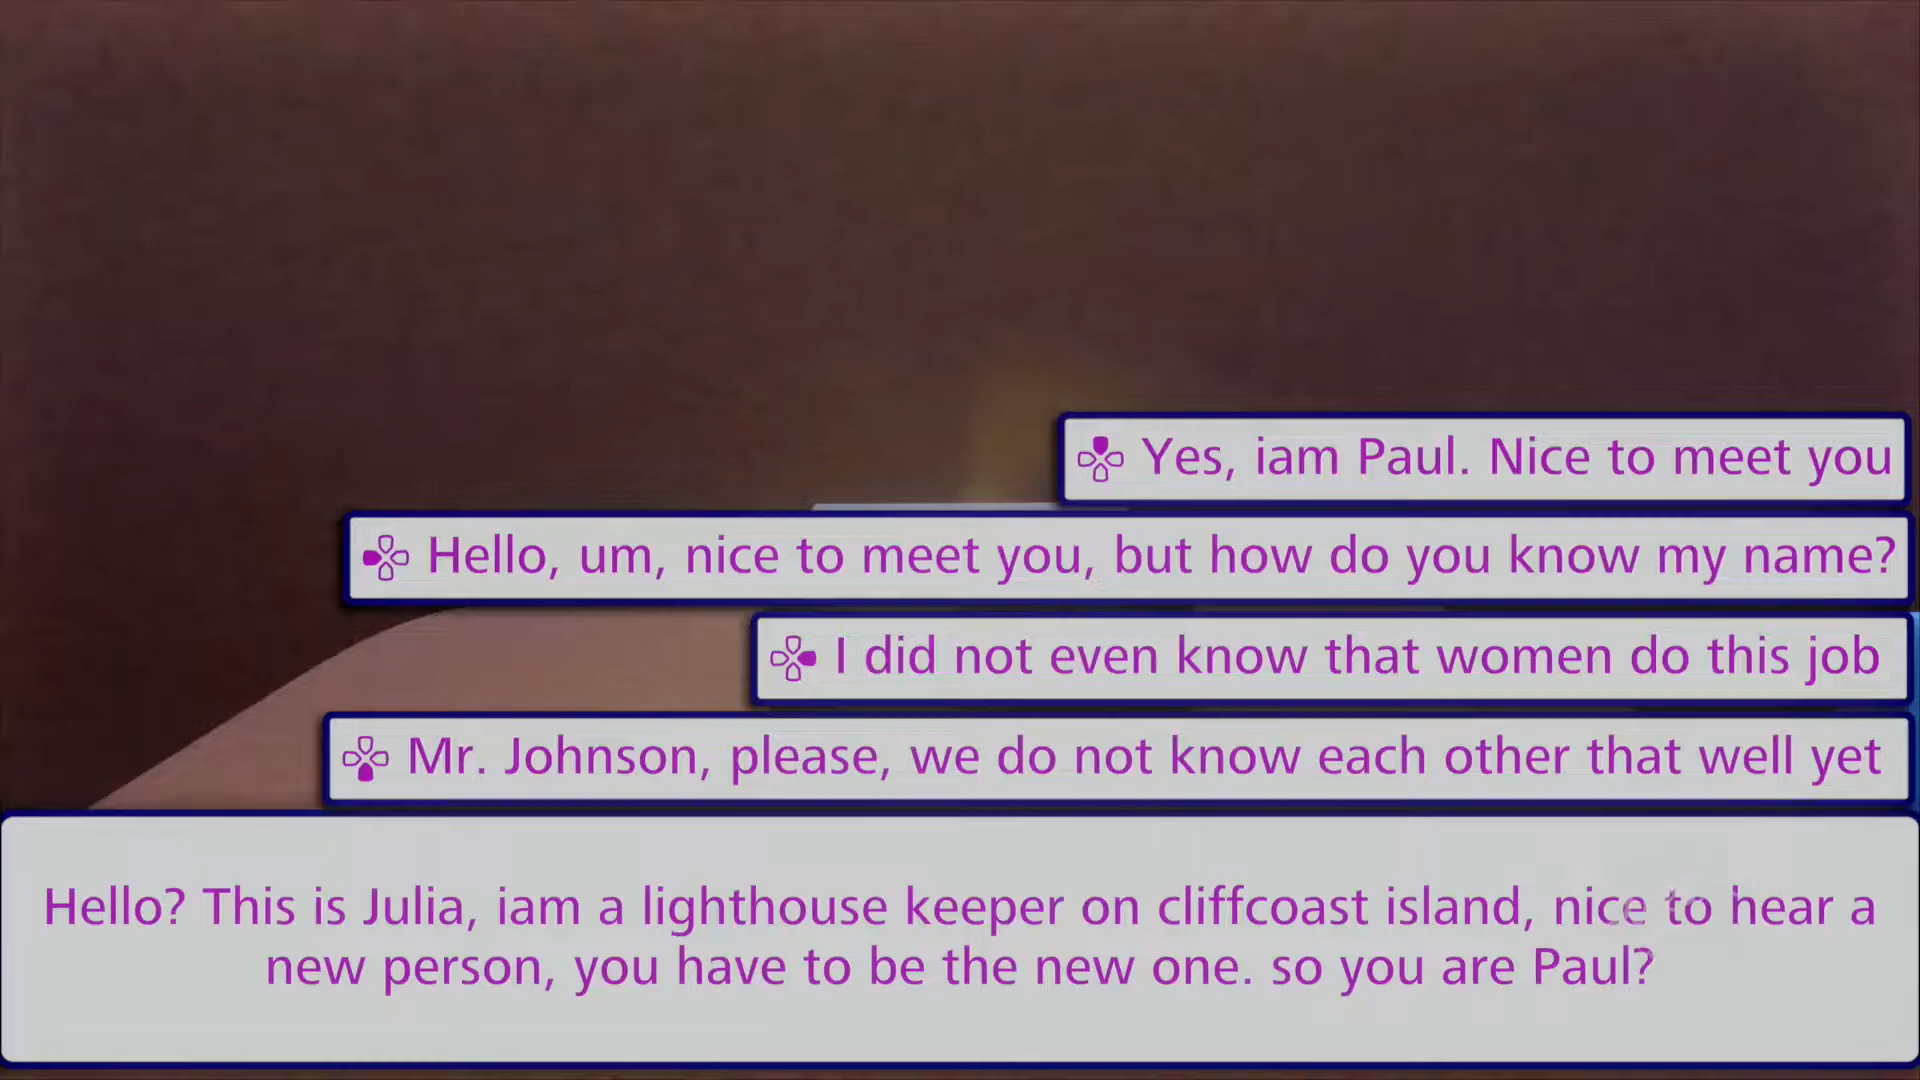 Yes, iam Paul. Nice to meet you
Hello, um, nice to meet you, but how do you know my name?
I did not even know that women do this job
Mr. Johnson, please, we do not know each other that well yet
Hello? This is Julia, iam a lighthouse keeper on cliffcoast island, nice to hear a
new person, you have to be the new one. so you are Paul?